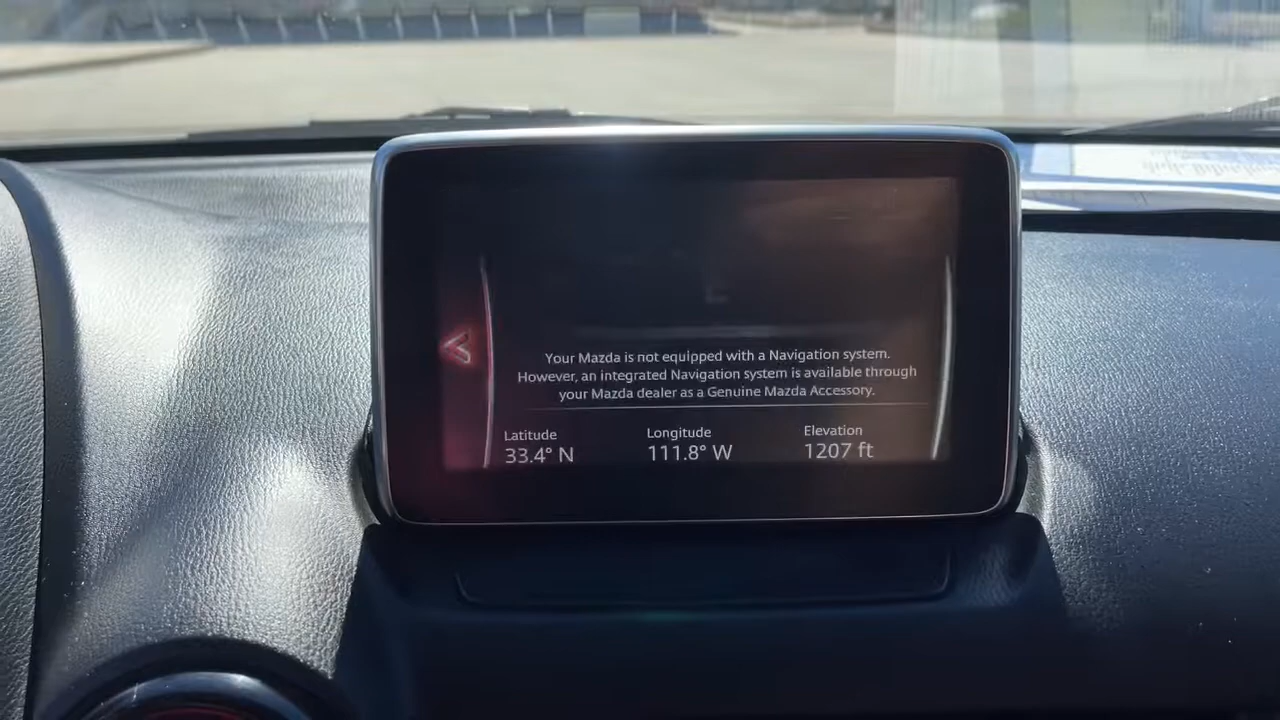 Your Mazda is not equipped with a Navigation system.
However, an integrated Navigation system is available through
your Mazda dealer as a Genuine Mazda Accessory.
Latitude
Longitude
Elevation
33.4° N
111.8° W
1207 ft